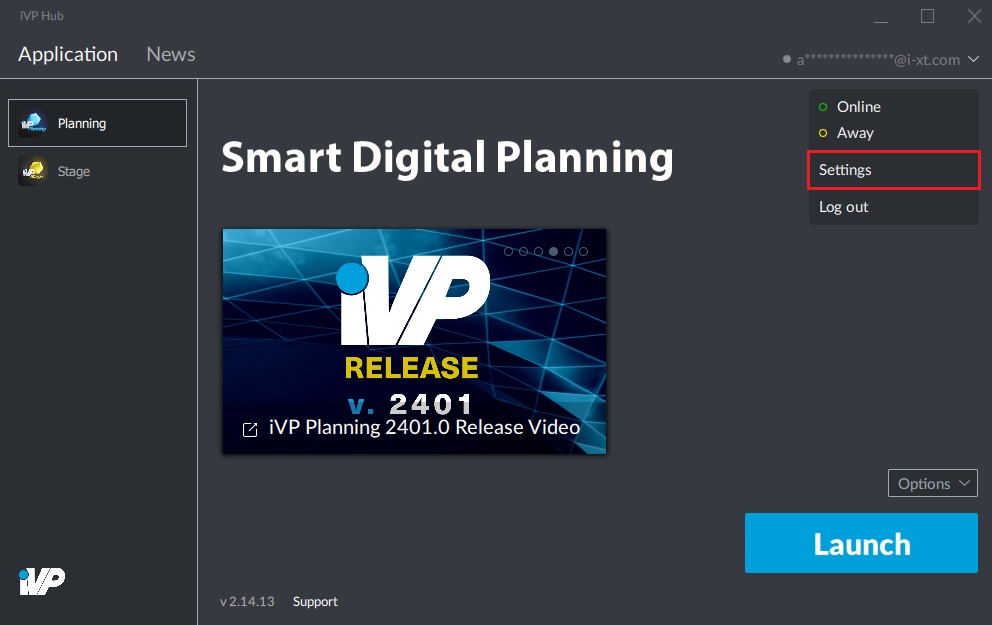 iVP Hub
Application News
a***************@i-xt.com
Online
Away
Settings
Log out
Planning
Stage
Smart Digital Planning
iVP
RELEASE
v. 2401
iVP Planning 2401.0 Release Video
Options
Launch
iVP
v 2.14.13 Support